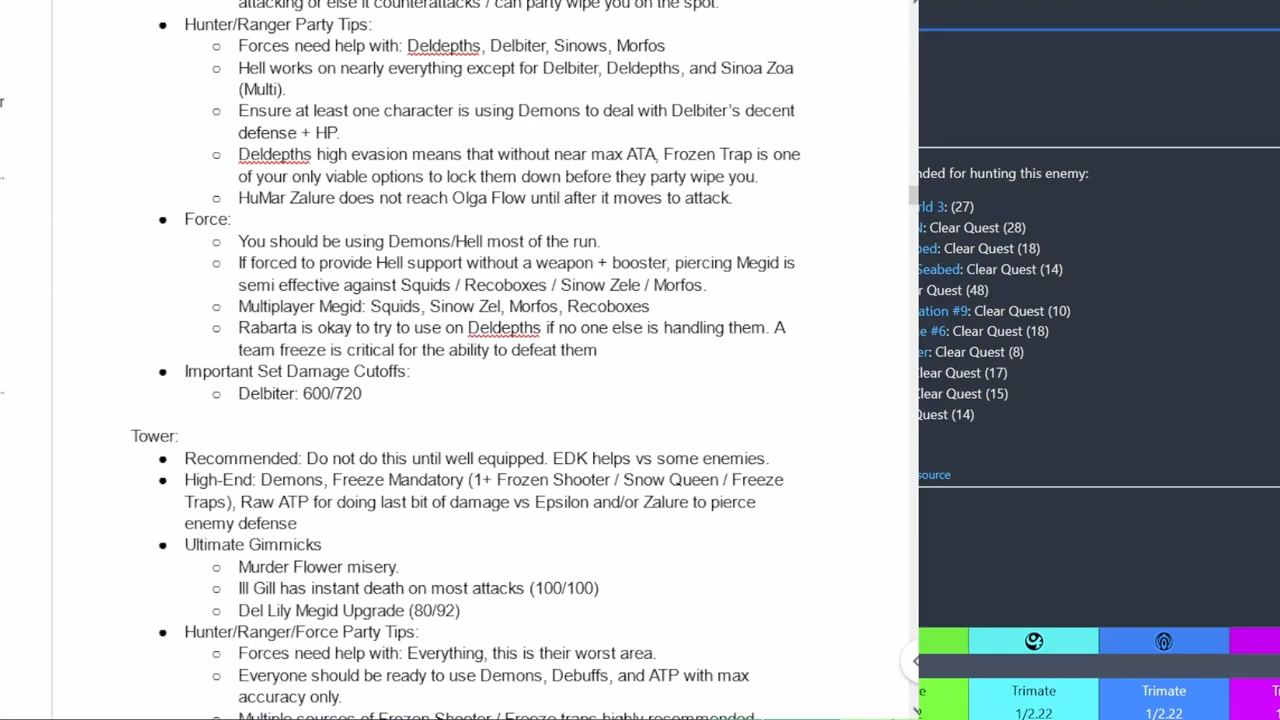 attacking or else it counterattacks / can party wipe you on the spot.
● Hunter/Ranger Party Tips:
○ Forces need help with: Deldepths, Delbiter, Sinows, Morfos
○ Hell works on nearly everything except for Delbiter, Deldepths, and Sinoa Zoa
(Multi).
○ Ensure at least one character is using Demons to deal with Delbiter's decent
defense + HP.
○ Deldepths high evasion means that without near max ATA, Frozen Trap is one
of your only viable options to lock them down before they party wipe you.
○ HuMar Zalure does not reach Olga Flow until after it moves to attack.
● Force:
○ You should be using Demons/Hell most of the run.
○ If forced to provide Hell support without a weapon + booster, piercing Megid is
semi effective against Squids / Recoboxes / Sinow Zele / Morfos.
○ Multiplayer Megid: Squids, Sinow Zel, Morfos, Recoboxes
○ Rabarta is okay to try to use on Deldepths if no one else is handling them. A
team freeze is critical for the ability to defeat them
● Important Set Damage Cutoffs:
○ Delbiter: 600/720
Tower:
● Recommended: Do not do this until well equipped. EDK helps vs some enemies.
● High-End: Demons, Freeze Mandatory (1+ Frozen Shooter / Snow Queen / Freeze
Traps), Raw ATP for doing last bit of damage vs Epsilon and/or Zalure to pierce
enemy defense
● Ultimate Gimmicks
○ Murder Flower misery.
○ Ill Gill has instant death on most attacks (100/100)
○ Del Lily Megid Upgrade (80/92)
● Hunter/Ranger/Force Party Tips:
○ Forces need help with: Everything, this is their worst area.
○ Everyone should be ready to use Demons, Debuffs, and ATP with max
accuracy only.
○ Multiple sources of Frozen Shooter / Freeze traps highly recommended
r
nded for hunting this enemy:
rld 3: (27)
: Clear Quest (28)
ped: Clear Quest (18)
Seabed: Clear Quest (14)
r Quest (48)
ation #9: Clear Quest (10)
e #6: Clear Quest (18)
er: Clear Quest (8)
lear Quest (17)
lear Quest (15)
Quest (14)
source
e Trimate Trimate Tri
1/2.22 1/2.22 1/